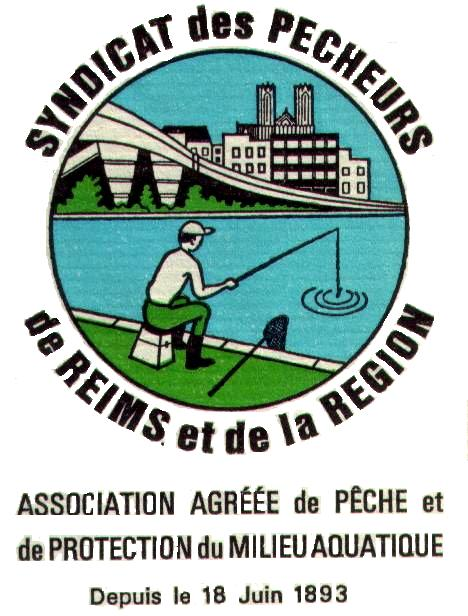 SYNDICAT des PECHEURS
de REIMS et de la REGION
ASSOCIATION AGRÉÉE de PÊCHE et
de PROTECTION du MILIEU AQUATIQUE
Depuis le 18 Juin 1893